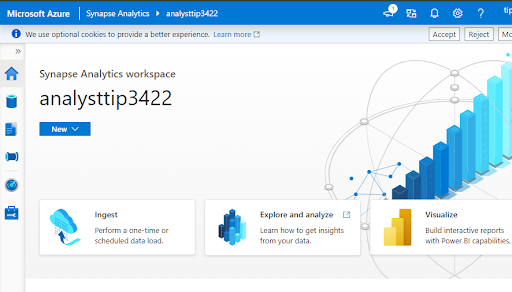 Microsoft Azure Synapse Analytics analysttip3422 1 tip
We use optional cookies to provide a better experience. Learn more Accept Reject Mo
Synapse Analytics workspace
analysttip3422
New
Ingest
Perform a one-time or
scheduled data load.
Explore and analyze
Learn how to get insights
from your data.
Visualize
Build interactive reports
with Power BI capabilities.